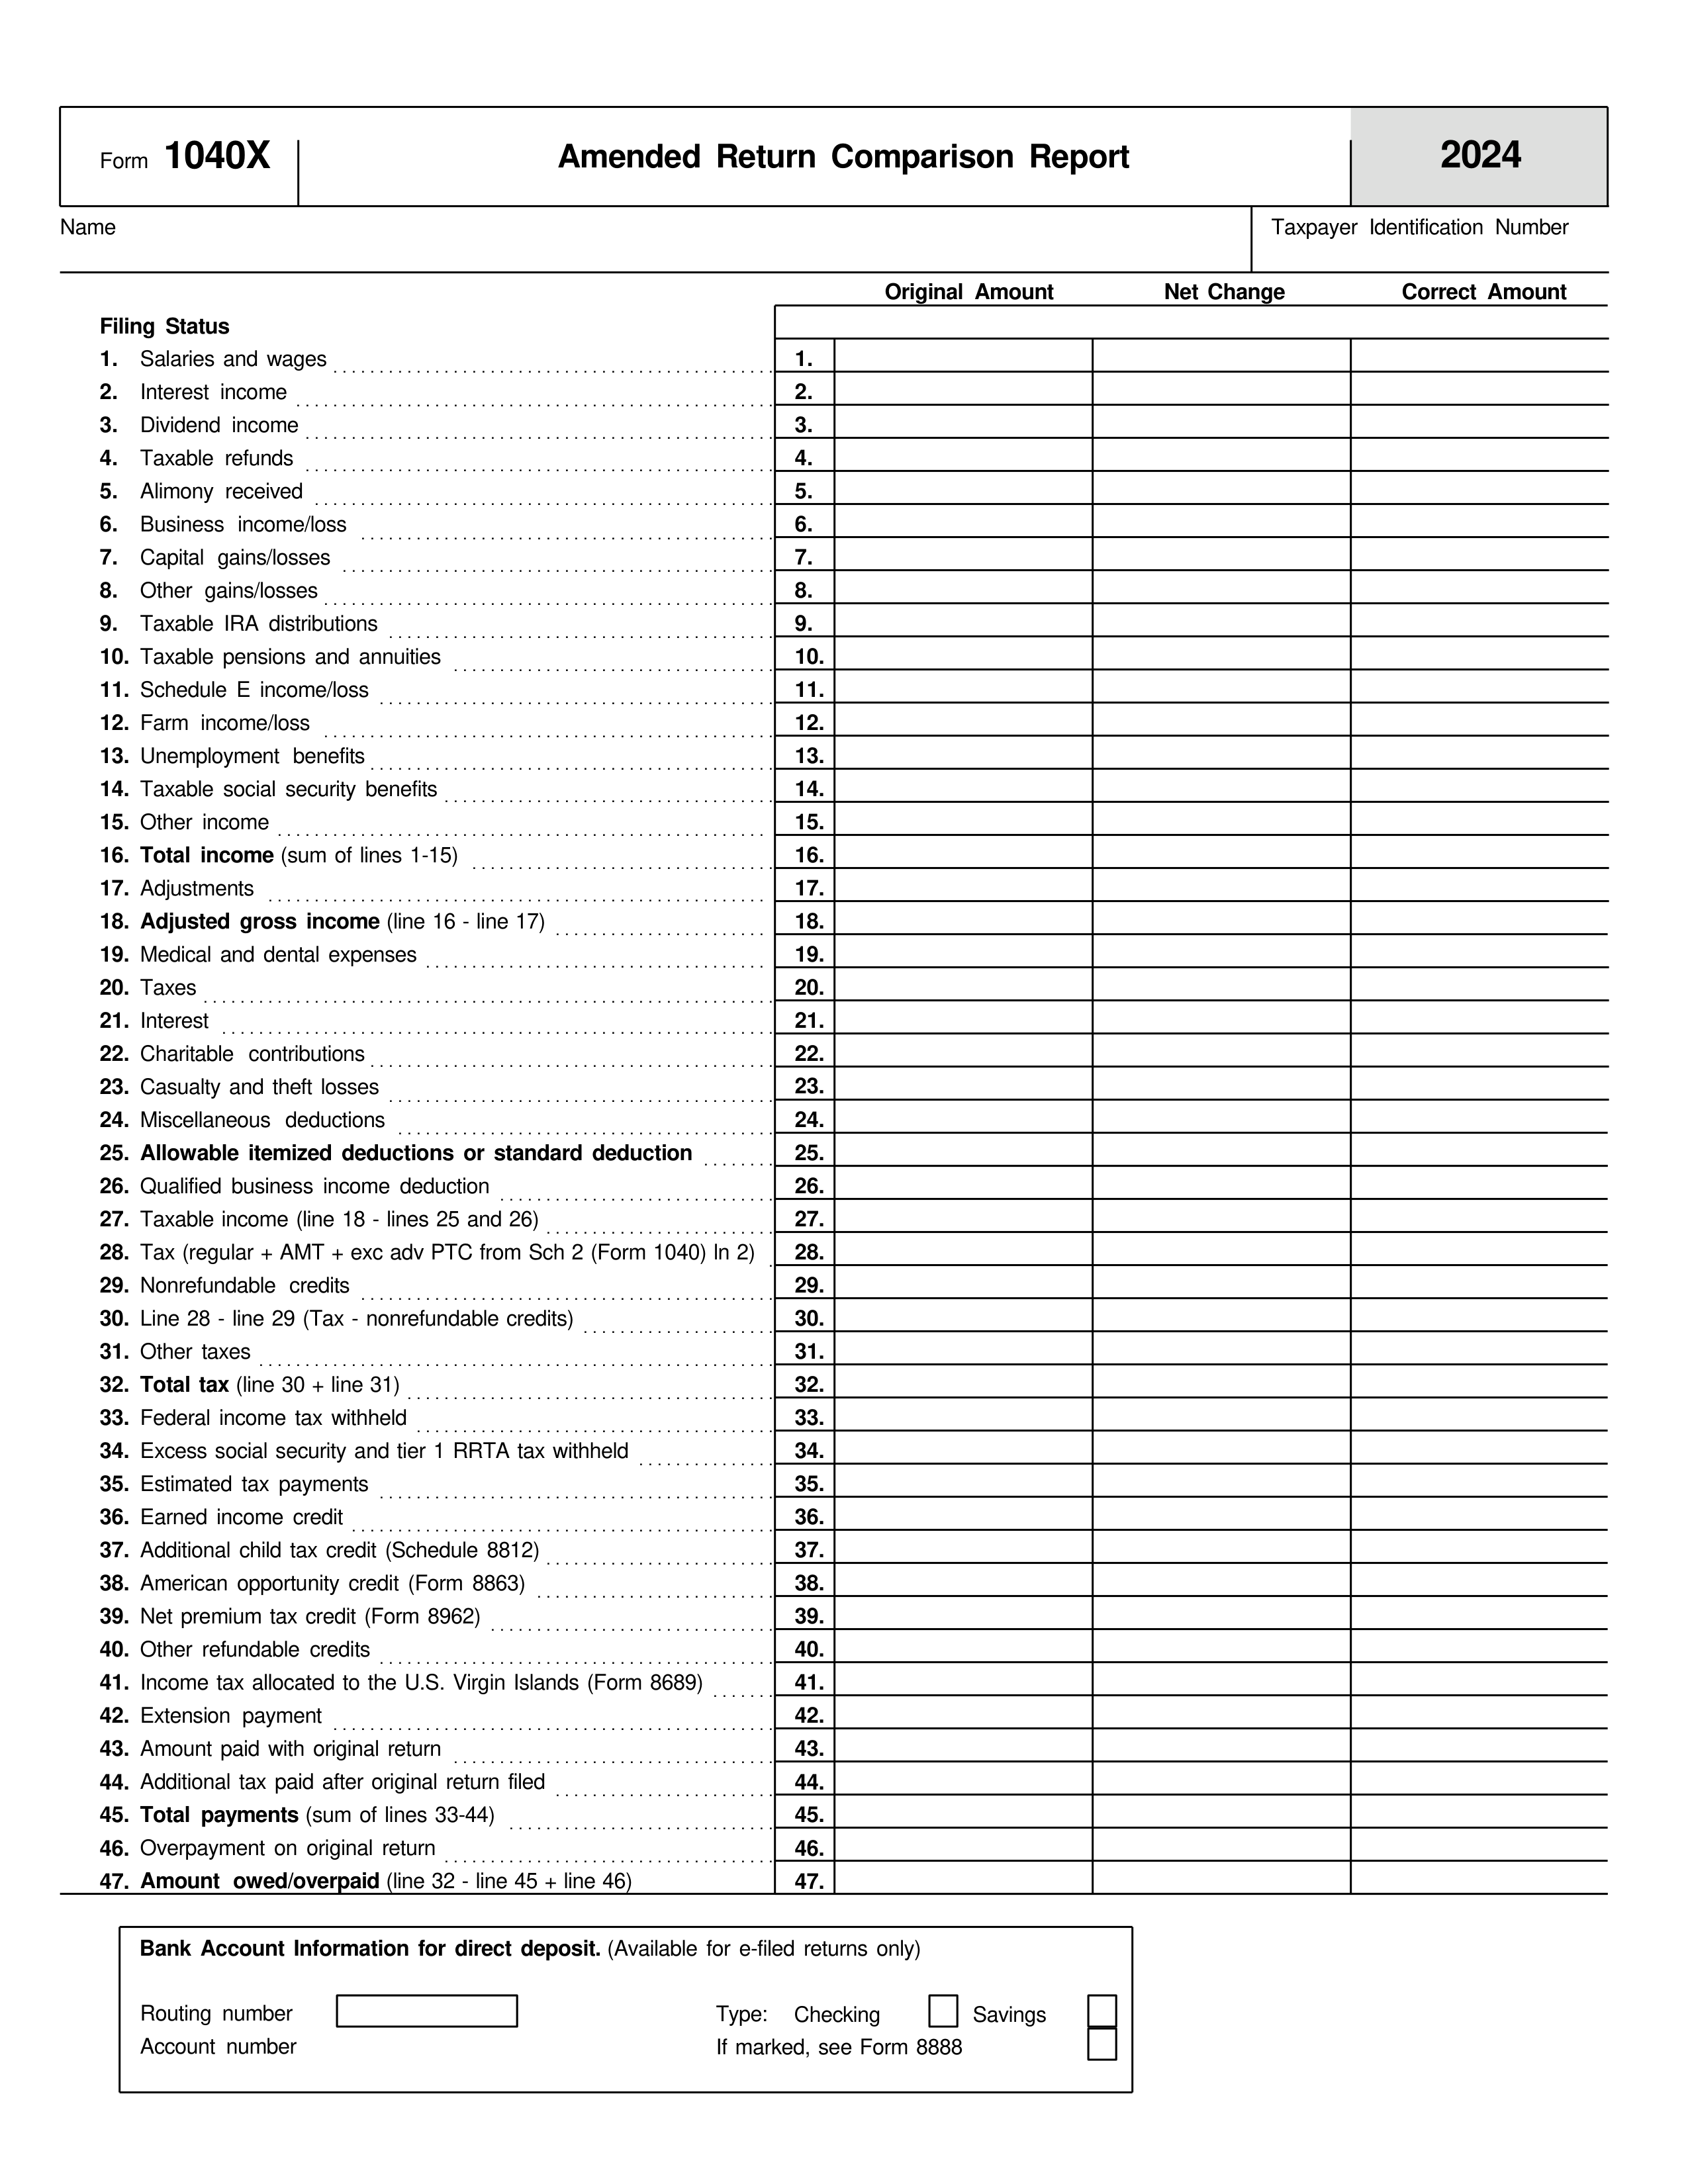 Form 1040X Amended Return Comparison Report 2024
Name Taxpayer Identification Number
Original Amount Net Change Correct Amount
Filing Status
1. Salaries and wages 1.
2. Interest income 2.
3. Dividend income 3.
4. Taxable refunds 4.
5. Alimony received 5.
6. Business income/loss 6.
7. Capital gains/losses 7.
8. Other gains/losses 8.
9. Taxable IRA distributions 9.
10. Taxable pensions and annuities 10.
11. Schedule E income/loss 11.
12. Farm income/loss 12.
13. Unemployment benefits 13.
14. Taxable social security benefits 14.
15. Other income 15.
16. Total income (sum of lines 1-15) 16.
17. Adjustments 17.
18. Adjusted gross income (line 16 - line 17) 18.
19. Medical and dental expenses 19.
20. Taxes 20.
21. Interest 21.
22. Charitable contributions 22.
23. Casualty and theft losses 23.
24. Miscellaneous deductions 24.
25. Allowable itemized deductions or standard deduction 25.
26. Qualified business income deduction 26.
27. Taxable income (line 18 - lines 25 and 26) 27.
28. Tax (regular + AMT + exc adv PTC from Sch 2 (Form 1040) ln 2) 28.
29. Nonrefundable credits 29.
30. Line 28 - line 29 (Tax - nonrefundable credits) 30.
31. Other taxes 31.
32. Total tax (line 30 + line 31) 32.
33. Federal income tax withheld 33.
34. Excess social security and tier 1 RRTA tax withheld 34.
35. Estimated tax payments 35.
36. Earned income credit 36.
37. Additional child tax credit (Schedule 8812) 37.
38. American opportunity credit (Form 8863) 38.
39. Net premium tax credit (Form 8962) 39.
40. Other refundable credits 40.
41. Income tax allocated to the U.S. Virgin Islands (Form 8689) 41.
42. Extension payment 42.
43. Amount paid with original return 43.
44. Additional tax paid after original return filed 44.
45. Total payments (sum of lines 33-44) 45.
46. Overpayment on original return 46.
47. Amount owed/overpaid (line 32 - line 45 + line 46) 47.
Bank Account Information for direct deposit. (Available for e-filed returns only)
Routing number Type: Checking Savings
Account number If marked, see Form 8888